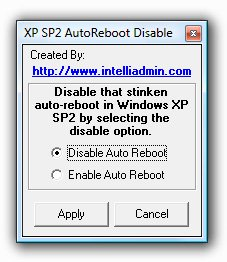 XP SP2 AutoReboot Disable
Created By:
http://www.intelliadmin.com
Disable that stinken
auto-reboot in Windows XP
SP2 by selecting the
disable option.
Disable Auto Reboot
Enable Auto Reboot
Apply Cancel